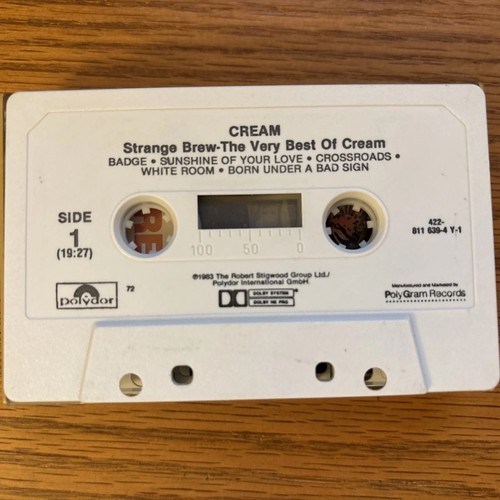 CREAM
Strange Brew-The Very Best Of Cream
BADGE • SUNSHINE OF YOUR LOVE • CROSSROADS •
WHITE ROOM • BORN UNDER A BAD SIGN
SIDE
1
(19:27)
RE
100 50 0
422-
811 639-4 Y-1
℗1983 The Robert Stigwood Group Ltd./
Polydor International GmbH.
polydor
72
DOLBY SYSTEM
DOLBY HX PRO
Manufactured and Marketed by
PolyGram Records